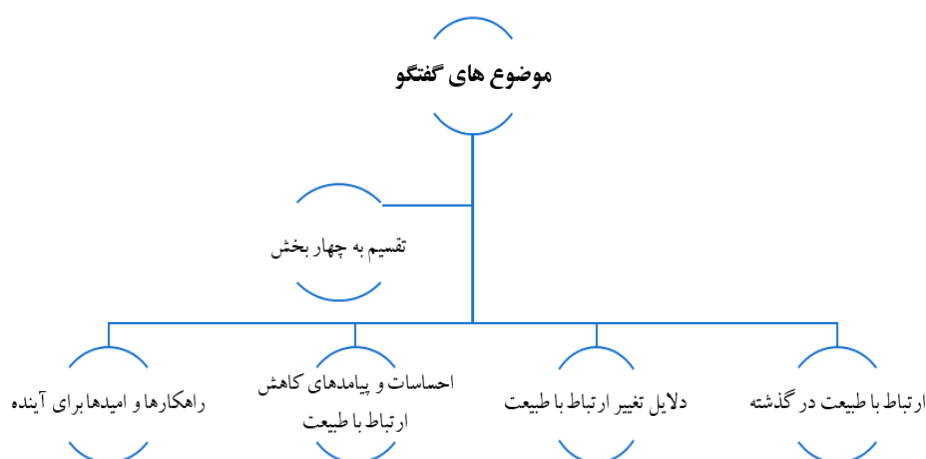 موضوع های گفتگو
تقسیم به چهار بخش
ارتباط با طبیعت در گذشته
دلایل تغییر ارتباط با طبیعت
احساسات و پیامدهای کاهش
ارتباط با طبیعت
راهکارها و امیدها برای آینده